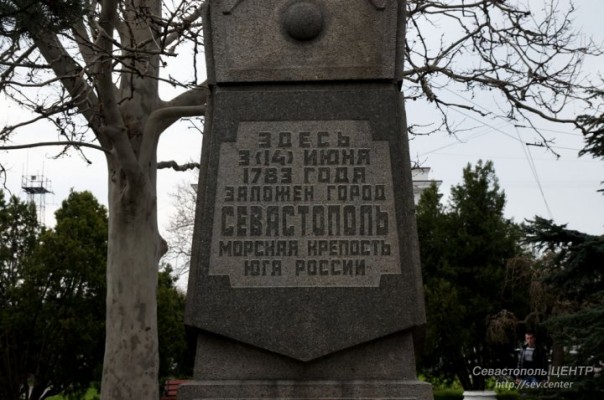 ЗДЕСЬ
3(14) ИЮНЯ
1783 ГОДА
ЗАЛОЖЕН ГОРОД
СЕВАСТОПОЛЬ
МОРСКАЯ КРЕПОСТЬ
ЮГА РОССИИ
Севастополь ЦЕНТР
http://sev.center